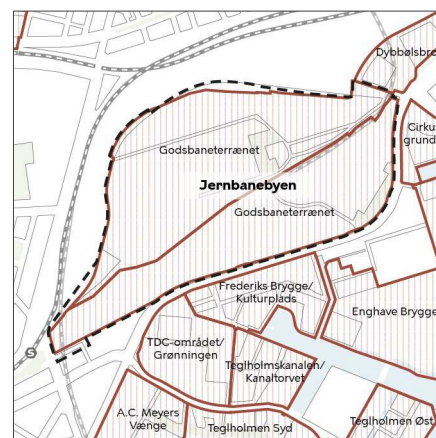 Dybbølsbro
Godsbaneterrænet
Cirkus
grund
Jernbanebyen
Godsbaneterrænet
Frederiks Brygge/
Kulturplads
Enghave Brygge
TDC-området/
Grønningen
Teglholmskanalen/
Kanaltorvet
S
A.C. Meyers
Vænge
Teglholmen Syd
Teglholmen Øst